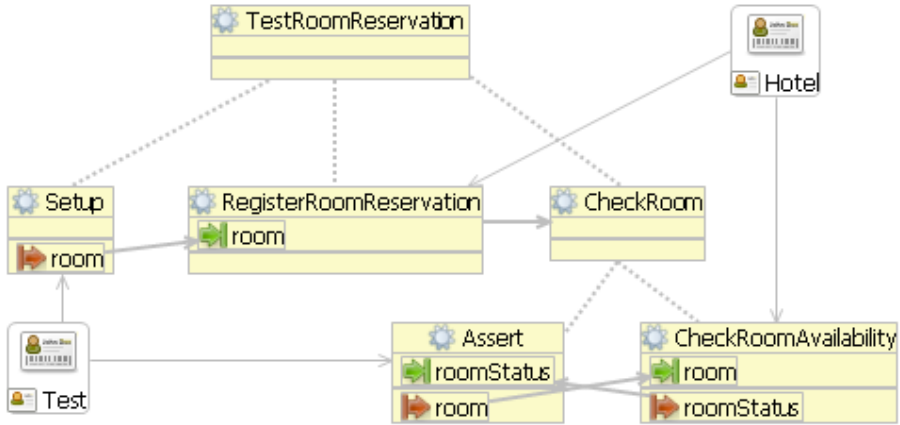 TestRoomReservation
Hotel
Setup
room
RegisterRoomReservation
room
CheckRoom
Test
Assert
roomStatus
room
CheckRoomAvailability
room
roomStatus